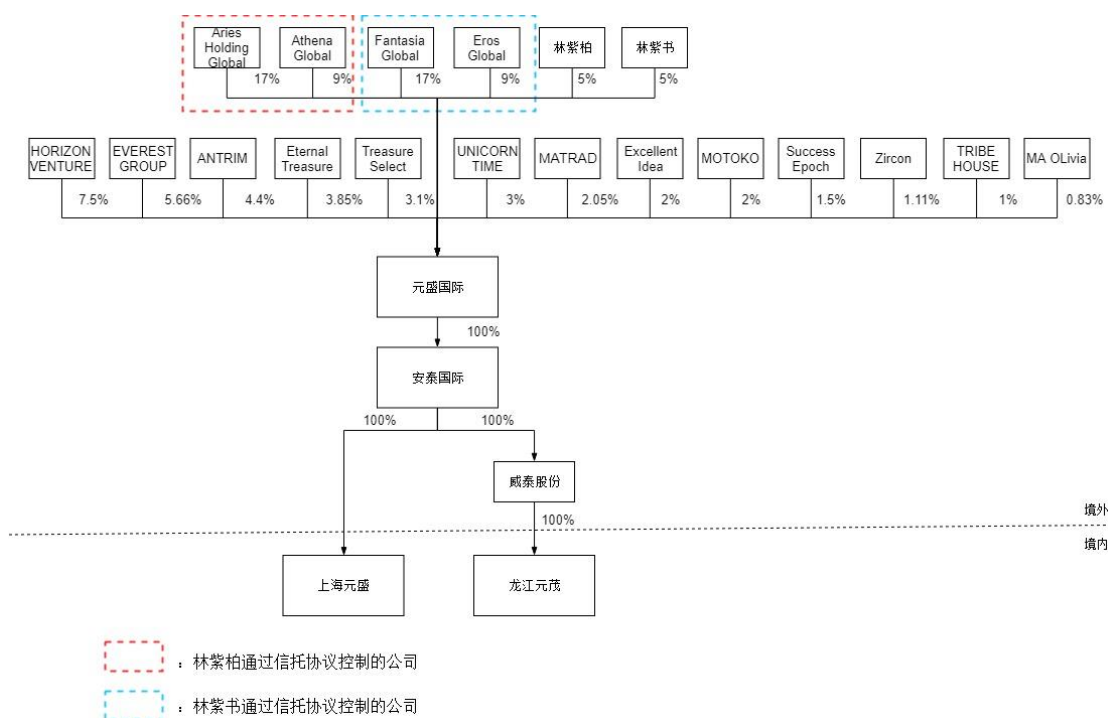 Aries
Holding
Global
Athena
Global
Fantasia
Global
Eros
Global
林紫柏
林紫书
17%
9%
17%
9%
5%
5%
HORIZON
VENTURE
EVEREST
GROUP
ANTRIM
Eternal
Treasure
Treasure
Select
UNICORN
TIME
MATRAD
Excellent
Idea
MOTOKO
Success
Epoch
Zircon
TRIBE
HOUSE
MA OLivia
7.5%
5.66%
4.4%
3.85%
3.1%
3%
2.05%
2%
2%
1.5%
1.11%
1%
0.83%
元盛国际
100%
安泰国际
100%
100%
威泰股份
100%
境外
境内
上海元盛
龙江元茂
：林紫柏通过信托协议控制的公司
：林紫书通过信托协议控制的公司